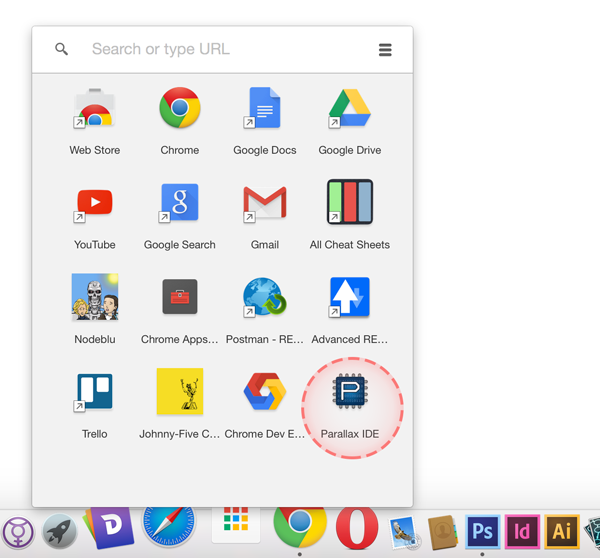 Search or type URL
Web Store
Chrome
Google Docs
Google Drive
YouTube
Google Search
Gmail
All Cheat Sheets
Nodeblu
Chrome Apps...
Postman - RE...
Advanced RE...
Trello
Johnny-Five C...
Chrome Dev E...
Parallax IDE
g
P
D
Ps
Id
Ai